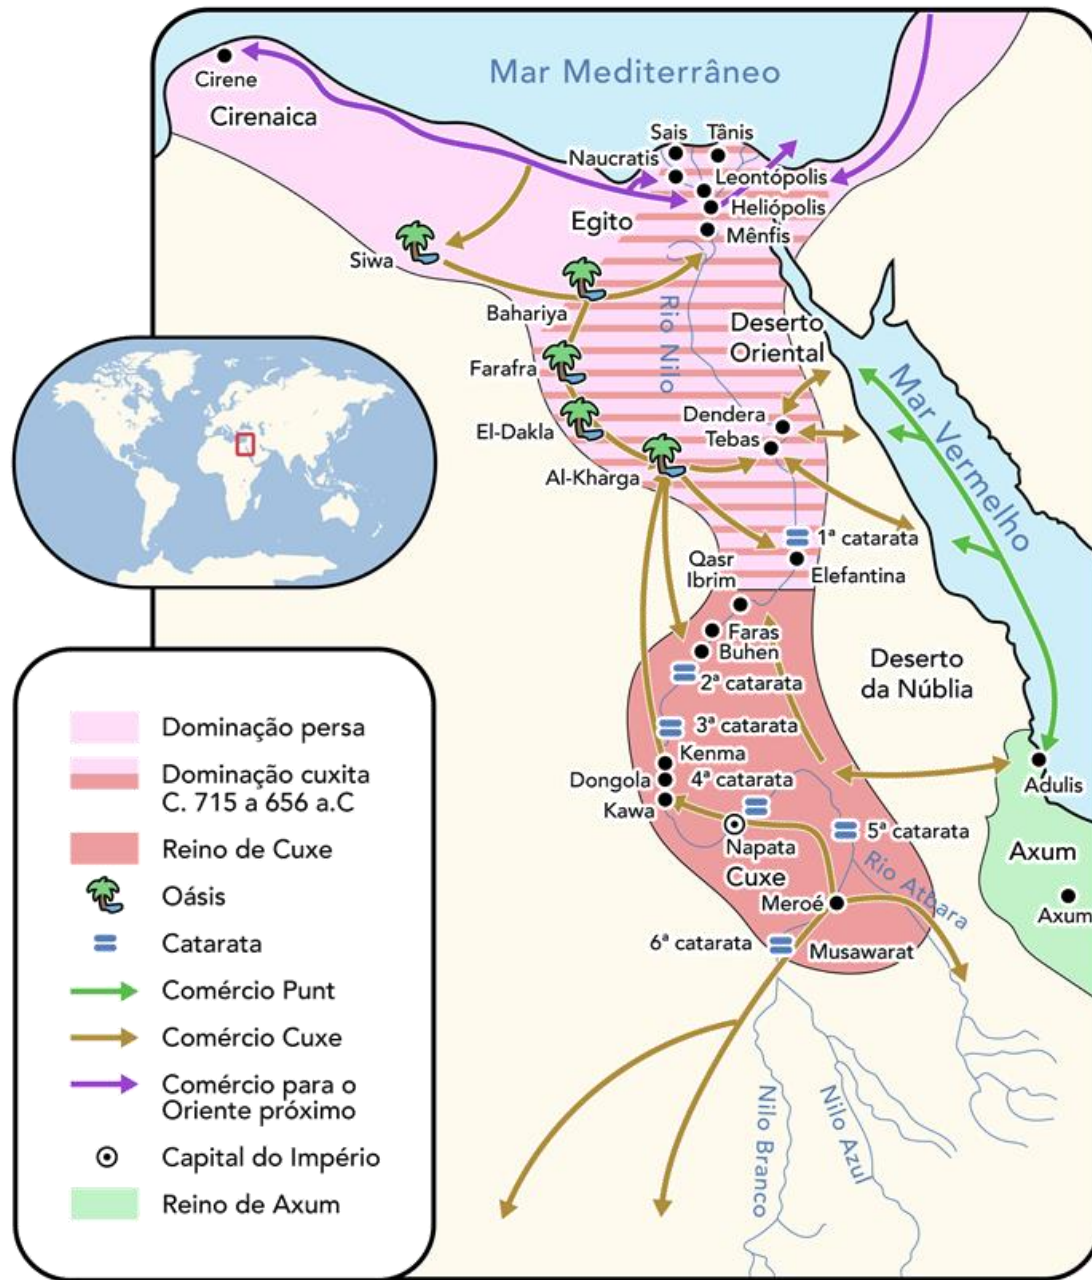 Mar Mediterrâneo
Cirene
Cirenaica
Sais
Tânis
Naucratis
Leontópolis
Heliópolis
Egito
Mênfis
Siwa
Bahariya
Rio Nilo
Deserto
Oriental
Farafra
Mar Vermelho
Dendera
El-Dakla
Tebas
Al-Kharga
1ª catarata
Qasr
Ibrim
Elefantina
Faras
Buhen
Deserto
da Núblia
2ª catarata
3ª catarata
Kenma
Dongola
4ª catarata
Kawa
Adulis
5ª catarata
Napata
Axum
Cuxe
Rio Atbara
Meroé
Axum
6ª catarata
Musawarat
Nilo Branco
Nilo Azul
Dominação persa
Dominação cuxita
C. 715 a 656 a.C
Reino de Cuxe
Oásis
Catarata
Comércio Punt
Comércio Cuxe
Comércio para o
Oriente próximo
Capital do Império
Reino de Axum